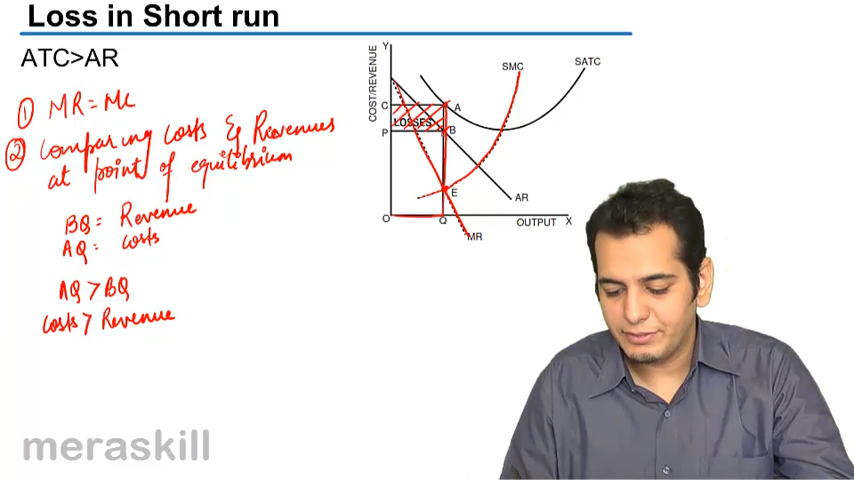 Loss in Short run
ATC>AR
① MR = MC
② Comparing costs & Revenues
at point of equilibrium
BQ = Revenue
AQ = costs
AQ > BQ
costs > Revenue
Y
COST/REVENUE
SMC
SATC
C
A
LOSSES
P
B
E
AR
O
Q
OUTPUT
X
MR
meraskill